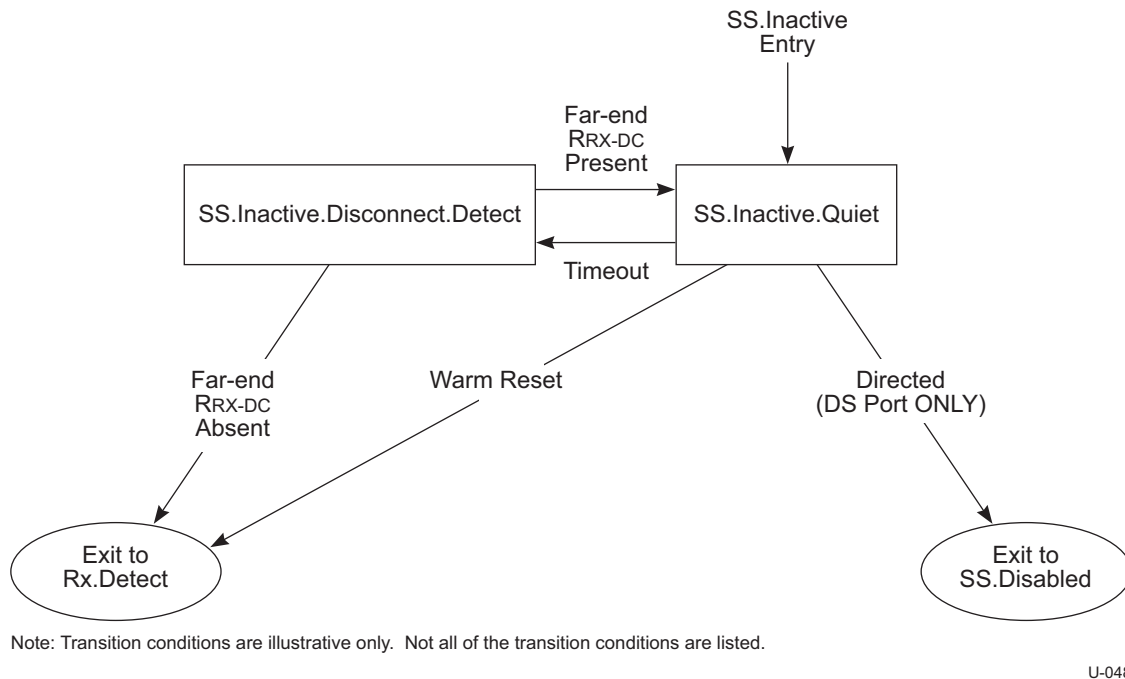 SS.Inactive
Entry
Far-end
RRX-DC
Present
SS.Inactive.Disconnect.Detect
SS.Inactive.Quiet
Timeout
Far-end
RRX-DC
Absent
Warm Reset
Directed
(DS Port ONLY)
Exit to
Rx.Detect
Exit to
SS.Disabled
Note: Transition conditions are illustrative only. Not all of the transition conditions are listed.
U-048